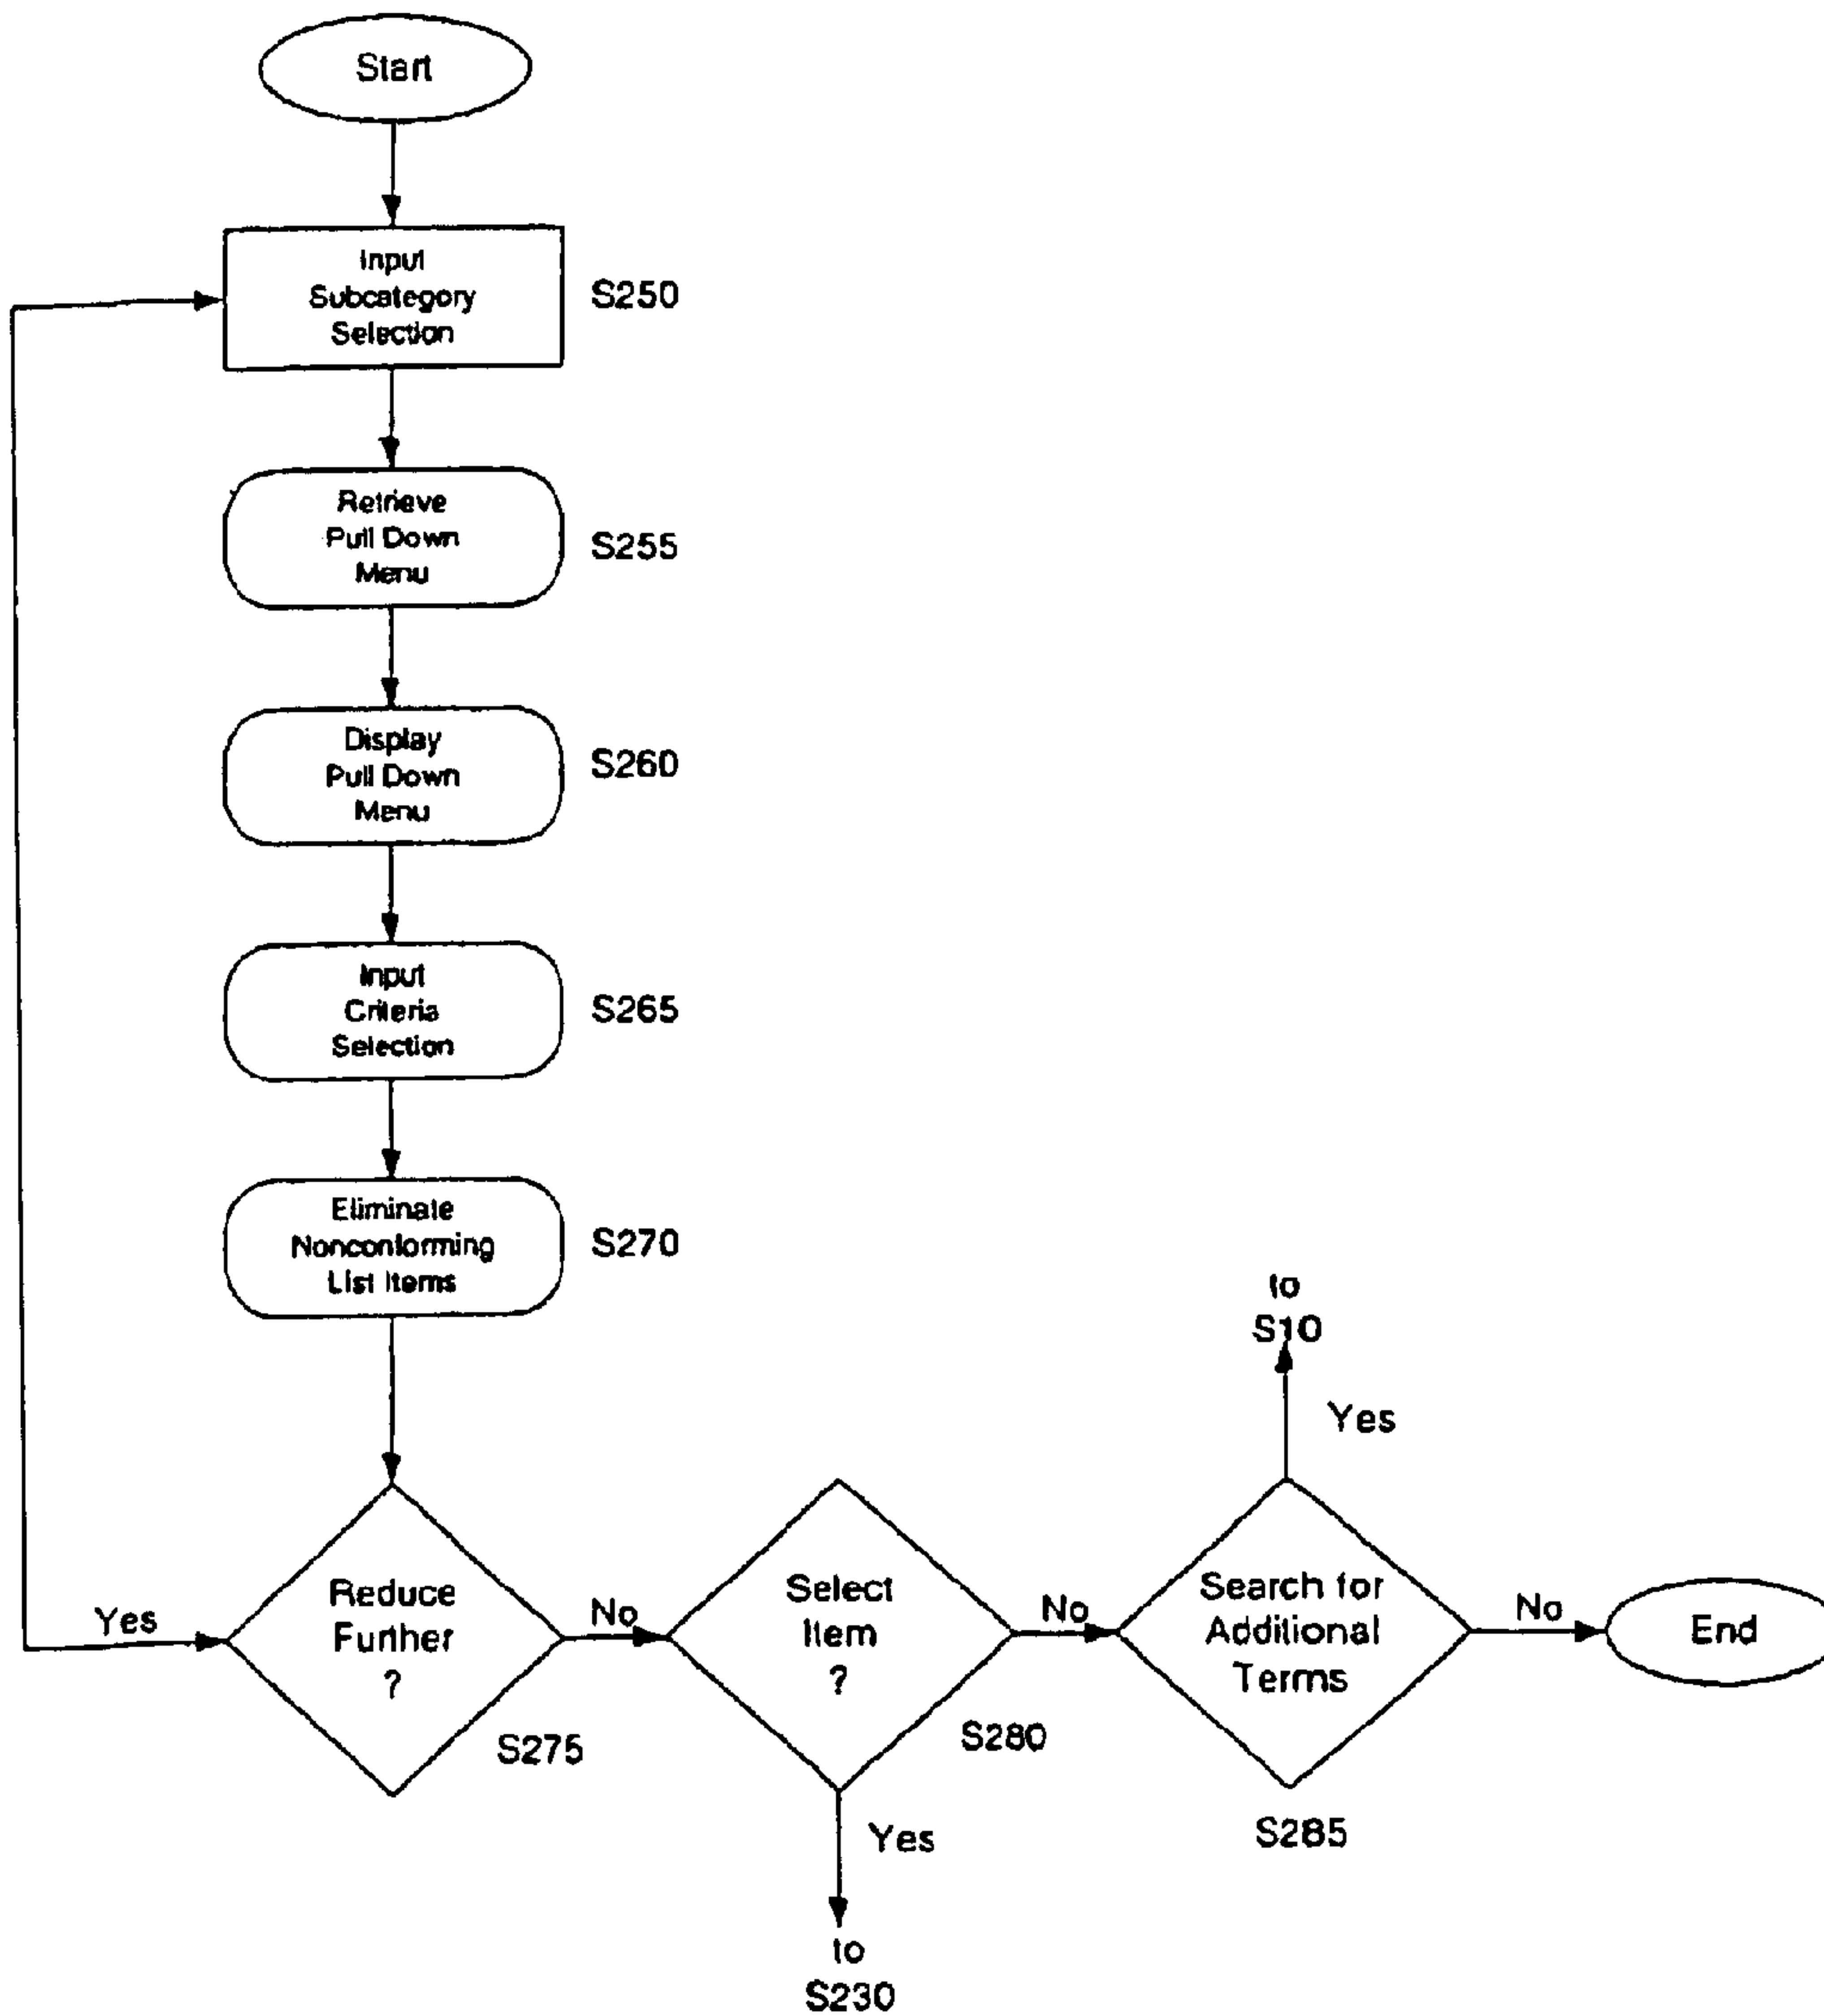 Start
Input
Subcategory
Selection
S250
Retrieve
Pull Down
Menu
S255
Display
Pull Down
Menu
S260
Input
Criteria
Selection
S265
Eliminate
Nonconforming
List Items
S270
to
S10
Yes
Yes
Reduce
Further
?
S275
No
Select
Item
?
S280
Yes
to
S230
No
Search for
Additional
Terms
S285
No
End